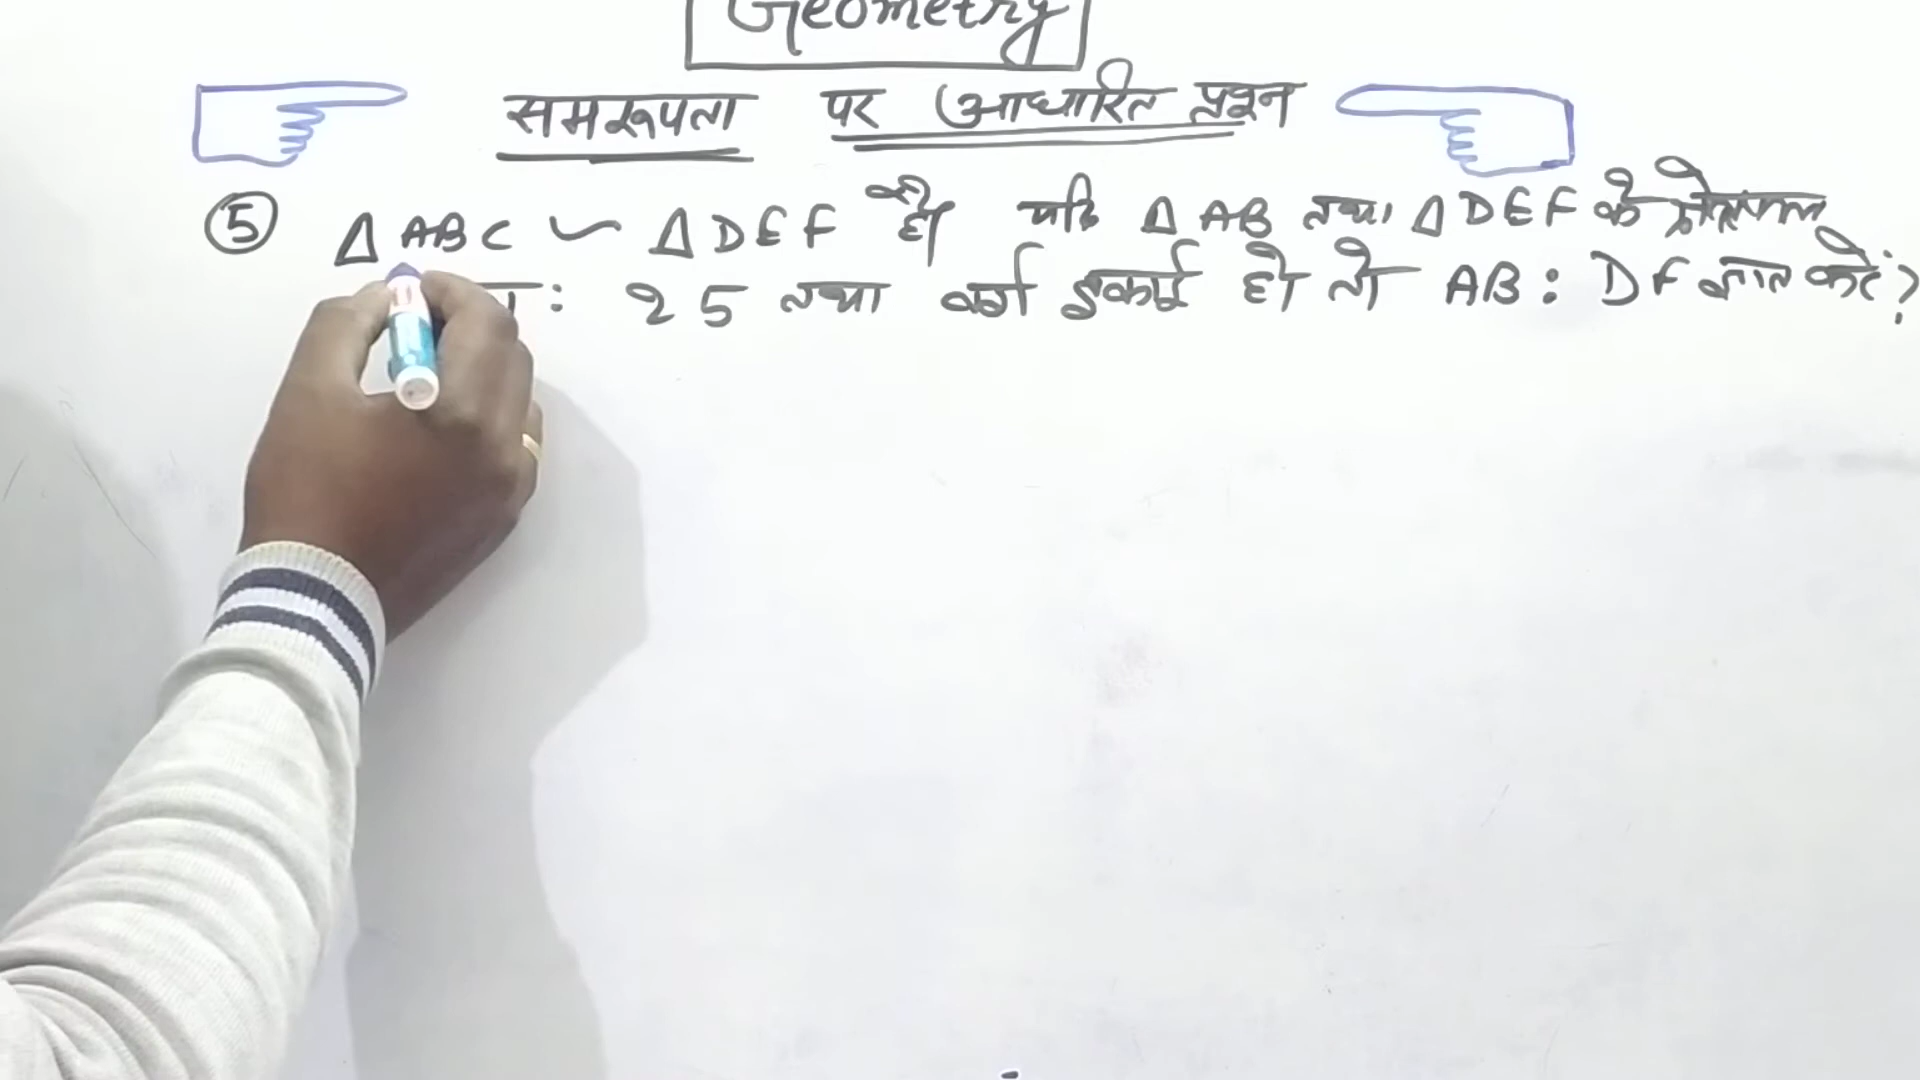 Geometry
समरूपता पर आधारित प्रश्न
⑤ Δ ABC ∽ Δ DEF है। यदि Δ AB तथा Δ DEF के क्षेत्रफल
: 25 तथा वर्ग इकाई हो तो AB : DF ज्ञात करें ?